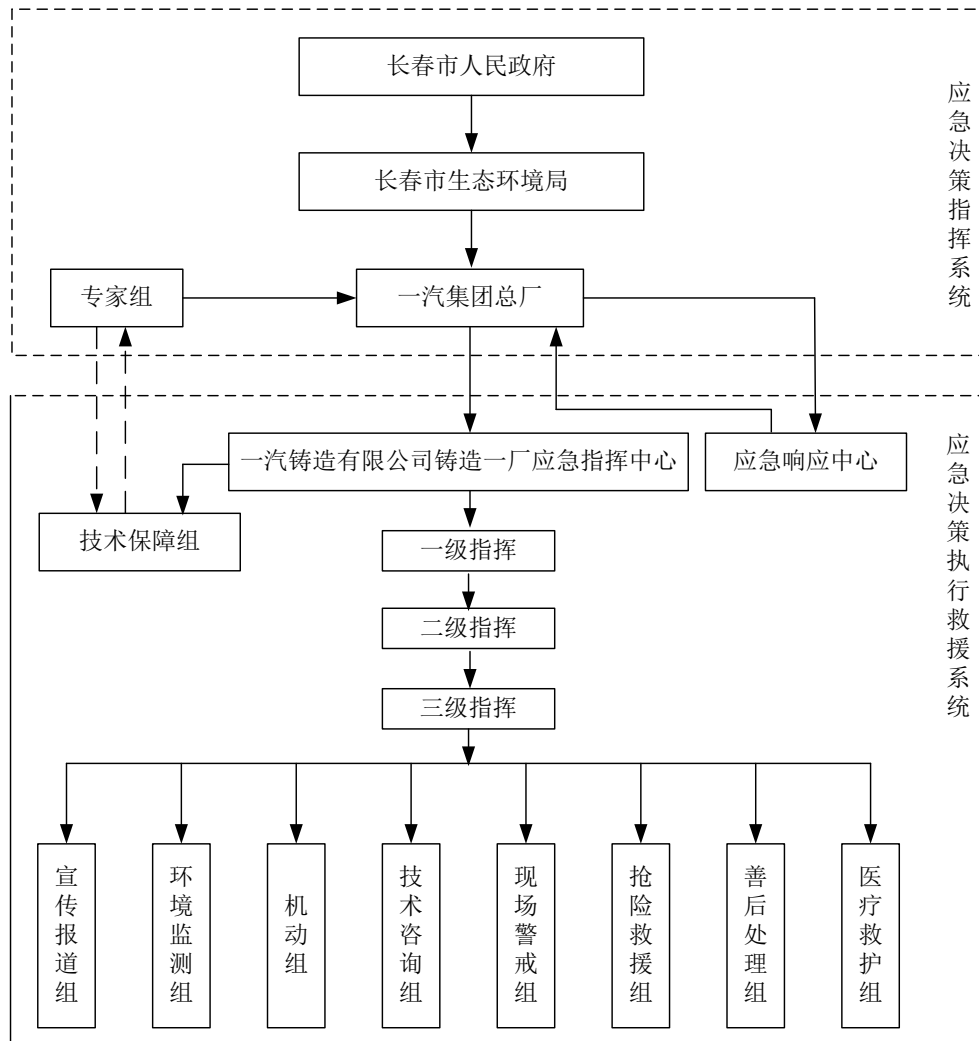 长春市人民政府
长春市生态环境局
专家组
一汽集团总厂
应急决策指挥系统
一汽铸造有限公司铸造一厂应急指挥中心
应急响应中心
技术保障组
一级指挥
二级指挥
三级指挥
应急决策执行救援系统
宣传报道组
环境监测组
机动组
技术咨询组
现场警戒组
抢险救援组
善后处理组
医疗救护组